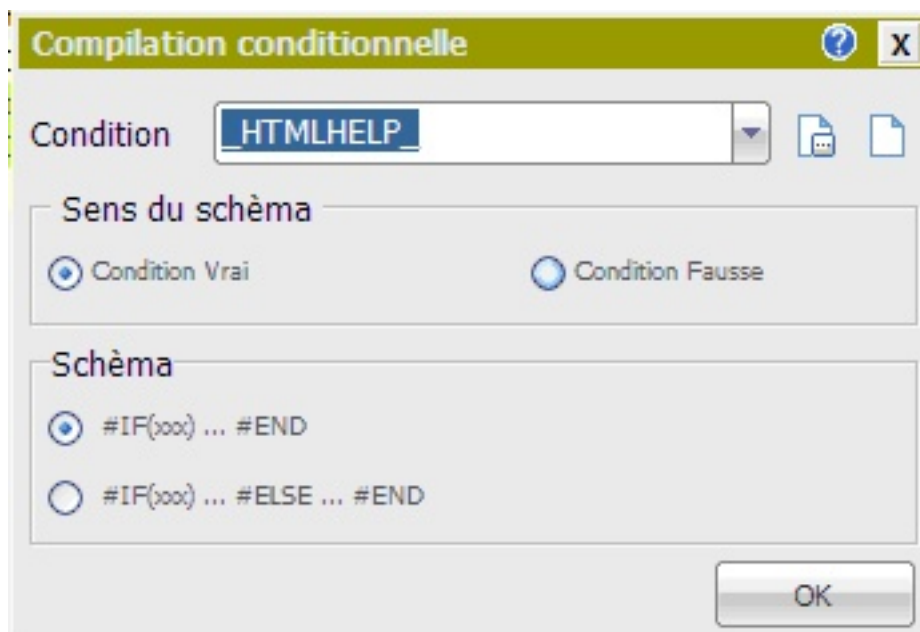 Compilation conditionnelle
Condition _HTMLHELP_
Sens du schèma
Condition Vrai Condition Fausse
Schèma
#IF(xxx) ... #END
#IF(xxx) ... #ELSE ... #END
OK